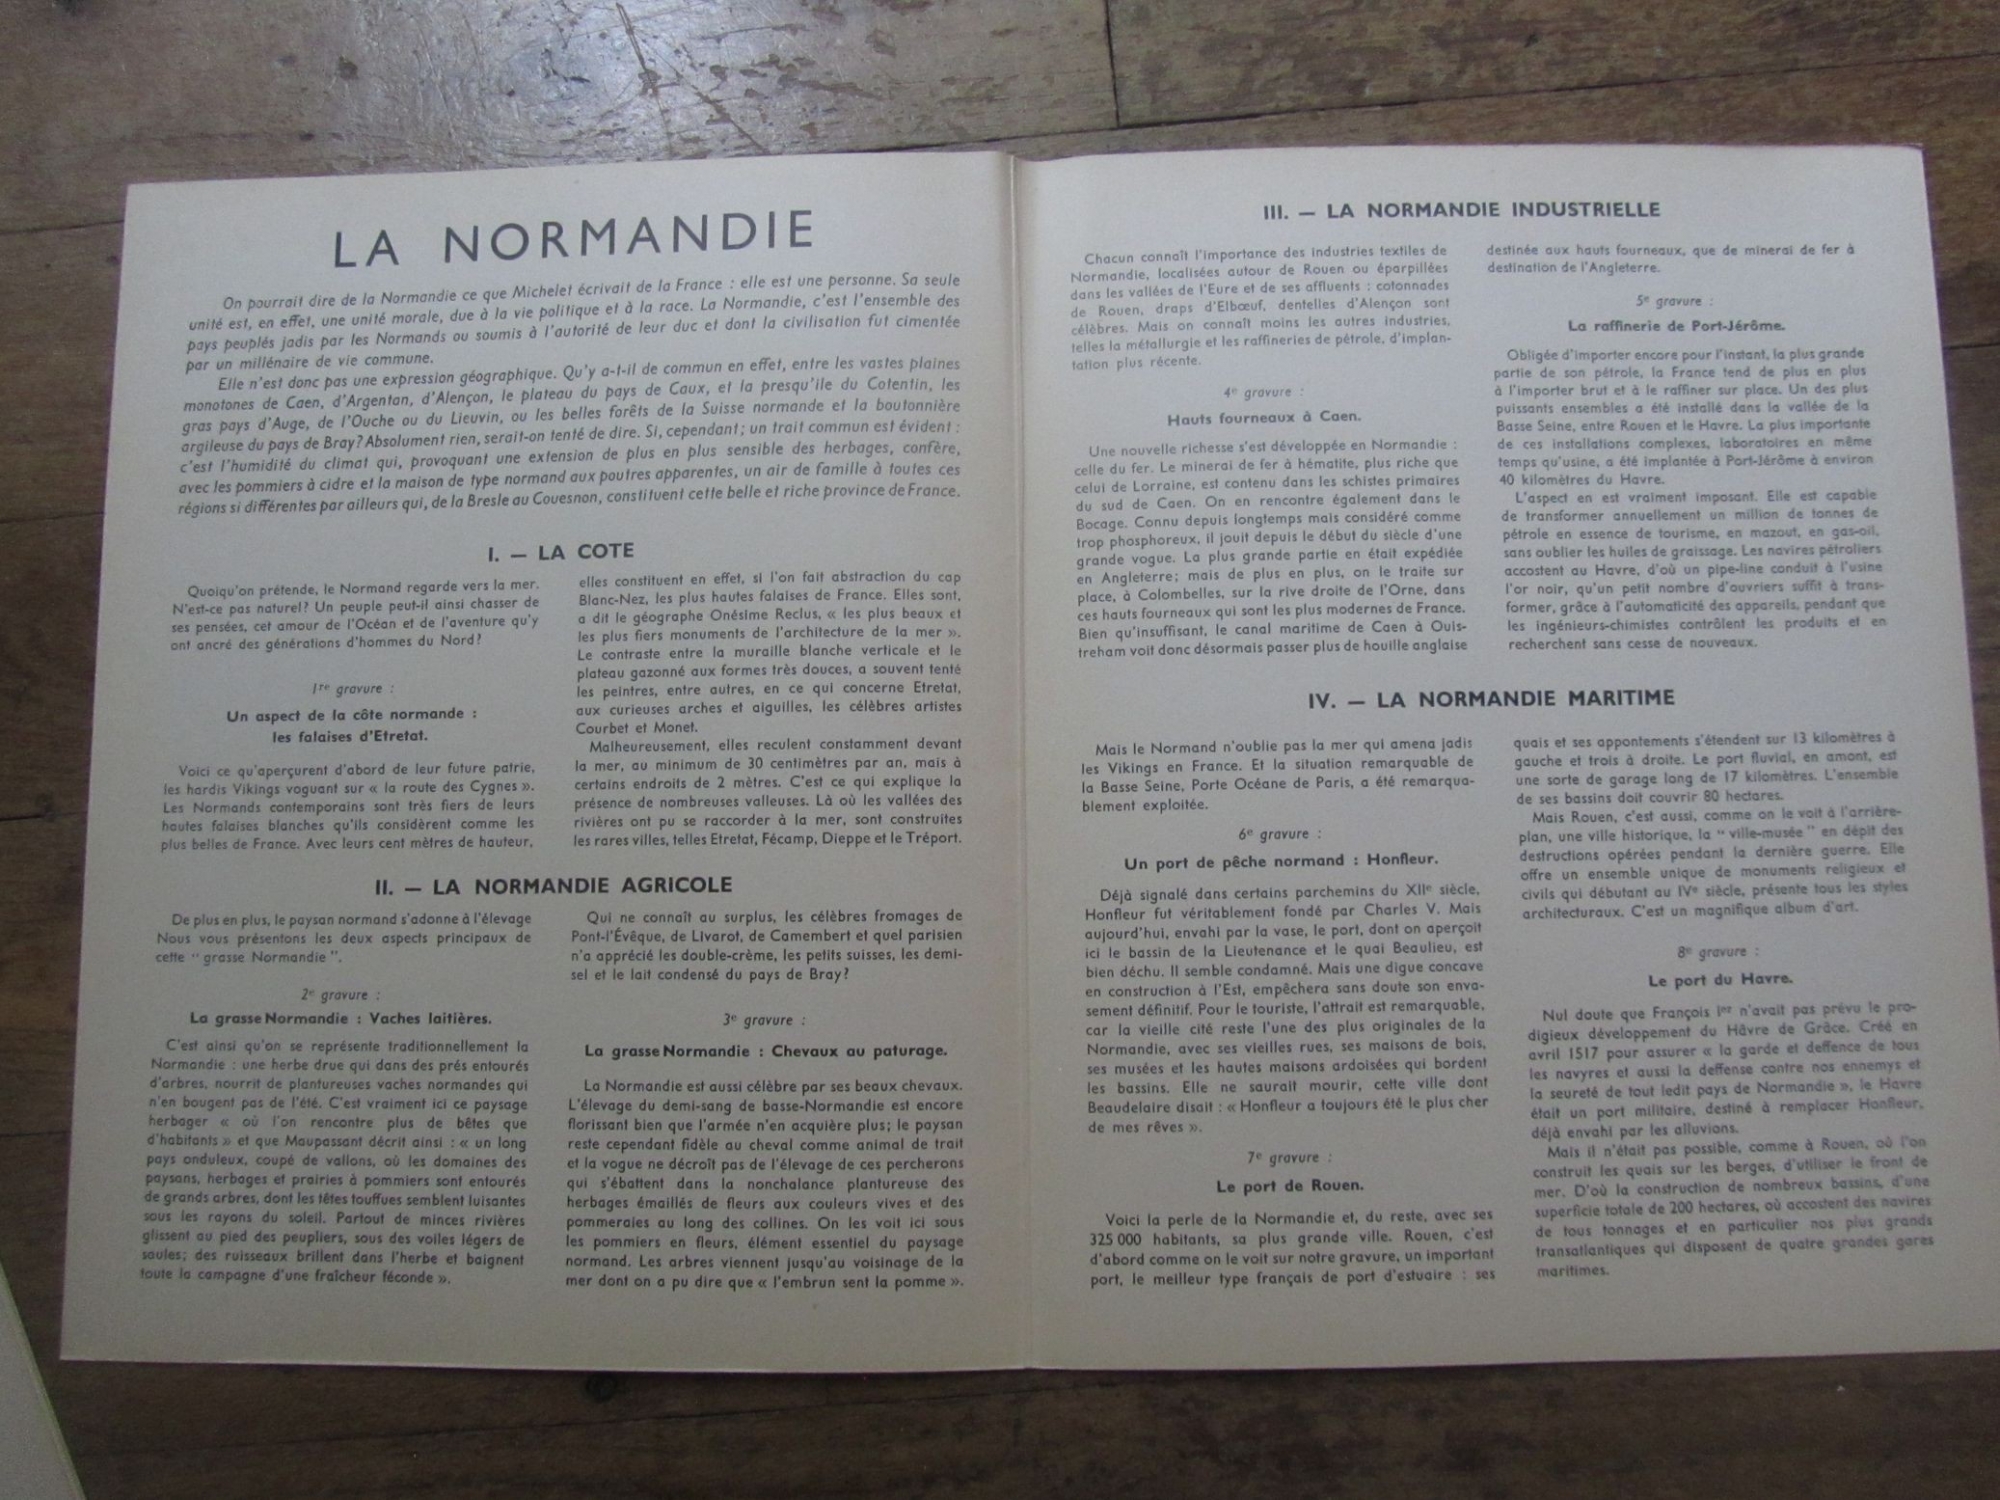 LA NORMANDIE
On pourrait dire de la Normandie ce que Michelet écrivait de la France : elle est une personne. Sa seule
unité est, en effet, une unité morale, due à la vie politique et à la race. La Normandie, c'est l'ensemble des
pays peuplés jadis par les Normands ou soumis à l'autorité de leur duc et dont la civilisation fut cimentée
par un millénaire de vie commune.
Elle n'est donc pas une expression géographique. Qu'y a-t-il de commun en effet, entre les vastes plaines
monotones de Caen, d'Argentan, d'Alençon, le plateau du pays de Caux, et la presqu'ile du Cotentin, les
gras pays d'Auge, de l'Ouche ou du Lieuvin, ou les belles forêts de la Suisse normande et la boutonnière
argileuse du pays de Bray? Absolument rien, serait-on tenté de dire. Si, cependant; un trait commun est évident :
c'est l'humidité du climat qui, provoquant une extension de plus en plus sensible des herbages, confère,
avec les pommiers à cidre et la maison de type normand aux poutres apparentes, un air de famille à toutes ces
régions si différentes par ailleurs qui, de la Bresle au Couesnon, constituent cette belle et riche province de France.
I. — LA COTE
Quoiqu'on prétende, le Normand regarde vers la mer.
N'est-ce pas naturel? Un peuple peut-il ainsi chasser de
ses pensées, cet amour de l'Océan et de l'aventure qu'y
ont ancré des générations d'hommes du Nord?
1re gravure :
Un aspect de la côte normande :
les falaises d'Etretat.
Voici ce qu'aperçurent d'abord de leur future patrie,
les hardis Vikings voguant sur « la route des Cygnes ».
Les Normands contemporains sont très fiers de leurs
hautes falaises blanches qu'ils considèrent comme les
plus belles de France. Avec leurs cent mètres de hauteur,
elles constituent en effet, si l'on fait abstraction du cap
Blanc-Nez, les plus hautes falaises de France. Elles sont,
a dit le géographe Onésime Reclus, « les plus beaux et
les plus fiers monuments de l'architecture de la mer ».
Le contraste entre la muraille blanche verticale et le
plateau gazonné aux formes très douces, a souvent tenté
les peintres, entre autres, en ce qui concerne Etretat,
aux curieuses arches et aiguilles, les célèbres artistes
Courbet et Monet.
Malheureusement, elles reculent constamment devant
la mer, au minimum de 30 centimètres par an, mais à
certains endroits de 2 mètres. C'est ce qui explique la
présence de nombreuses valleuses. Là où les vallées des
rivières ont pu se raccorder à la mer, sont construites
les rares villes, telles Etretat, Fécamp, Dieppe et le Tréport.
II. — LA NORMANDIE AGRICOLE
De plus en plus, le paysan normand s'adonne à l'élevage
Nous vous présentons les deux aspects principaux de
cette " grasse Normandie ".
2e gravure :
La grasse Normandie : Vaches laitières.
C'est ainsi qu'on se représente traditionnellement la
Normandie : une herbe drue qui dans des prés entourés
d'arbres, nourrit de plantureuses vaches normandes qui
n'en bougent pas de l'été. C'est vraiment ici ce paysage
herbager « où l'on rencontre plus de bêtes que
d'habitants » et que Maupassant décrit ainsi : « un long
pays onduleux, coupé de vallons, où les domaines des
paysans, herbages et prairies à pommiers sont entourés
de grands arbres, dont les têtes touffues semblent luisantes
sous les rayons du soleil. Partout de minces rivières
glissent au pied des peupliers, sous des voiles légers de
saules; des ruisseaux brillent dans l'herbe et baignent
toute la campagne d'une fraîcheur féconde ».
Qui ne connaît au surplus, les célèbres fromages de
Pont-l'Évêque, de Livarot, de Camembert et quel parisien
n'a apprécié les double-crème, les petits suisses, les demi-
sel et le lait condensé du pays de Bray?
3e gravure :
La grasse Normandie : Chevaux au paturage.
La Normandie est aussi célèbre par ses beaux chevaux.
L'élevage du demi-sang de basse-Normandie est encore
florissant bien que l'armée n'en acquière plus; le paysan
reste cependant fidèle au cheval comme animal de trait
et la vogue ne décroît pas de l'élevage de ces percherons
qui s'ébattent dans la nonchalance plantureuse des
herbages émaillés de fleurs aux couleurs vives et des
pommeraies au long des collines. On les voit ici sous
les pommiers en fleurs, élément essentiel du paysage
normand. Les arbres viennent jusqu'au voisinage de la
mer dont on a pu dire que « l'embrun sent la pomme ».
III. — LA NORMANDIE INDUSTRIELLE
Chacun connaît l'importance des industries textiles de
Normandie, localisées autour de Rouen ou éparpillées
dans les vallées de l'Eure et de ses affluents : cotonnades
de Rouen, draps d'Elbœuf, dentelles d'Alençon sont
célèbres. Mais on connaît moins les autres industries,
telles la métallurgie et les raffineries de pétrole, d'implan-
tation plus récente.
4e gravure :
Hauts fourneaux à Caen.
Une nouvelle richesse s'est développée en Normandie :
celle du fer. Le minerai de fer à hématite, plus riche que
celui de Lorraine, est contenu dans les schistes primaires
du sud de Caen. On en rencontre également dans le
Bocage. Connu depuis longtemps mais considéré comme
trop phosphoreux, il jouit depuis le début du siècle d'une
grande vogue. La plus grande partie en était expédiée
en Angleterre; mais de plus en plus, on le traite sur
place, à Colombelles, sur la rive droite de l'Orne, dans
ces hauts fourneaux qui sont les plus modernes de France.
Bien qu'insuffisant, le canal maritime de Caen à Ouis-
treham voit donc désormais passer plus de houille anglaise
destinée aux hauts fourneaux, que de minerai de fer à
destination de l'Angleterre.
5e gravure :
La raffinerie de Port-Jérôme.
Obligée d'importer encore pour l'instant, la plus grande
partie de son pétrole, la France tend de plus en plus
à l'importer brut et à le raffiner sur place. Un des plus
puissants ensembles a été installé dans la vallée de la
Basse Seine, entre Rouen et le Havre. La plus importante
de ces installations complexes, laboratoires en même
temps qu'usine, a été implantée à Port-Jérôme à environ
40 kilomètres du Havre.
L'aspect en est vraiment imposant. Elle est capable
de transformer annuellement un million de tonnes de
pétrole en essence de tourisme, en mazout, en gas-oil,
sans oublier les huiles de graissage. Les navires pétroliers
accostent au Havre, d'où un pipe-line conduit à l'usine
l'or noir, qu'un petit nombre d'ouvriers suffit à trans-
former, grâce à l'automaticité des appareils, pendant que
les ingénieurs-chimistes contrôlent les produits et en
recherchent sans cesse de nouveaux.
IV. — LA NORMANDIE MARITIME
Mais le Normand n'oublie pas la mer qui amena jadis
les Vikings en France. Et la situation remarquable de
la Basse Seine, Porte Océane de Paris, a été remarqua-
blement exploitée.
6e gravure :
Un port de pêche normand : Honfleur.
Déjà signalé dans certains parchemins du XIIe siècle,
Honfleur fut véritablement fondé par Charles V. Mais
aujourd'hui, envahi par la vase, le port, dont on aperçoit
ici le bassin de la Lieutenance et le quai Beaulieu, est
bien déchu. Il semble condamné. Mais une digue concave
en construction à l'Est, empêchera sans doute son enva-
sement définitif. Pour le touriste, l'attrait est remarquable,
car la vieille cité reste l'une des plus originales de la
Normandie, avec ses vieilles rues, ses maisons de bois,
ses musées et les hautes maisons ardoisées qui bordent
les bassins. Elle ne saurait mourir, cette ville dont
Beaudelaire disait : « Honfleur a toujours été le plus cher
de mes rêves ».
7e gravure :
Le port de Rouen.
Voici la perle de la Normandie et, du reste, avec ses
325 000 habitants, sa plus grande ville. Rouen, c'est
d'abord comme on le voit sur notre gravure, un important
port, le meilleur type français de port d'estuaire : ses
quais et ses appontements s'étendent sur 13 kilomètres à
gauche et trois à droite. Le port fluvial, en amont, est
une sorte de garage long de 17 kilomètres. L'ensemble
de ses bassins doit couvrir 80 hectares.
Mais Rouen, c'est aussi, comme on le voit à l'arrière-
plan, une ville historique, la " ville-musée " en dépit des
destructions opérées pendant la dernière guerre. Elle
offre un ensemble unique de monuments religieux et
civils qui débutant au IVe siècle, présente tous les styles
architecturaux. C'est un magnifique album d'art.
8e gravure :
Le port du Havre.
Nul doute que François Ier n'avait pas prévu le pro-
digieux développement du Hâvre de Grâce. Créé en
avril 1517 pour assurer « la garde et deffence de tous
les navyres et aussi la deffense contre nos ennemys et
la seureté de tout ledit pays de Normandie », le Havre
était un port militaire, destiné à remplacer Honfleur,
déjà envahi par les alluvions.
Mais il n'était pas possible, comme à Rouen, où l'on
construit les quais sur les berges, d'utiliser le front de
mer. D'où la construction de nombreux bassins, d'une
superficie totale de 200 hectares, où accostent des navires
de tous tonnages et en particulier nos plus grands
transatlantiques qui disposent de quatre grandes gares
maritimes.